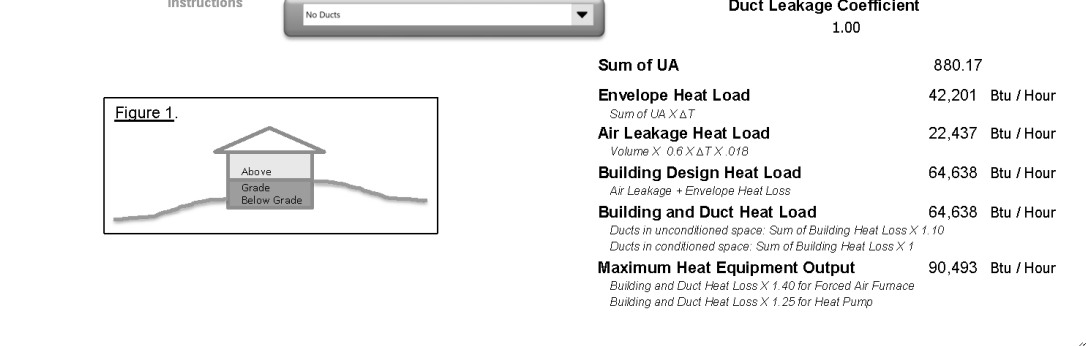 Instructions
No Ducts
Duct Leakage Coefficient
1.00
Sum of UA 880.17
Envelope Heat Load 42,201 Btu / Hour
Sum of UA X ΔT
Air Leakage Heat Load 22,437 Btu / Hour
Volume X 0.6 X ΔT X .018
Building Design Heat Load 64,638 Btu / Hour
Air Leakage + Envelope Heat Loss
Building and Duct Heat Load 64,638 Btu / Hour
Ducts in unconditioned space: Sum of Building Heat Loss X 1.10
Ducts in conditioned space: Sum of Building Heat Loss X 1
Maximum Heat Equipment Output 90,493 Btu / Hour
Building and Duct Heat Loss X 1.40 for Forced Air Furnace
Building and Duct Heat Loss X 1.25 for Heat Pump
Figure 1.
Above
Grade
Below Grade